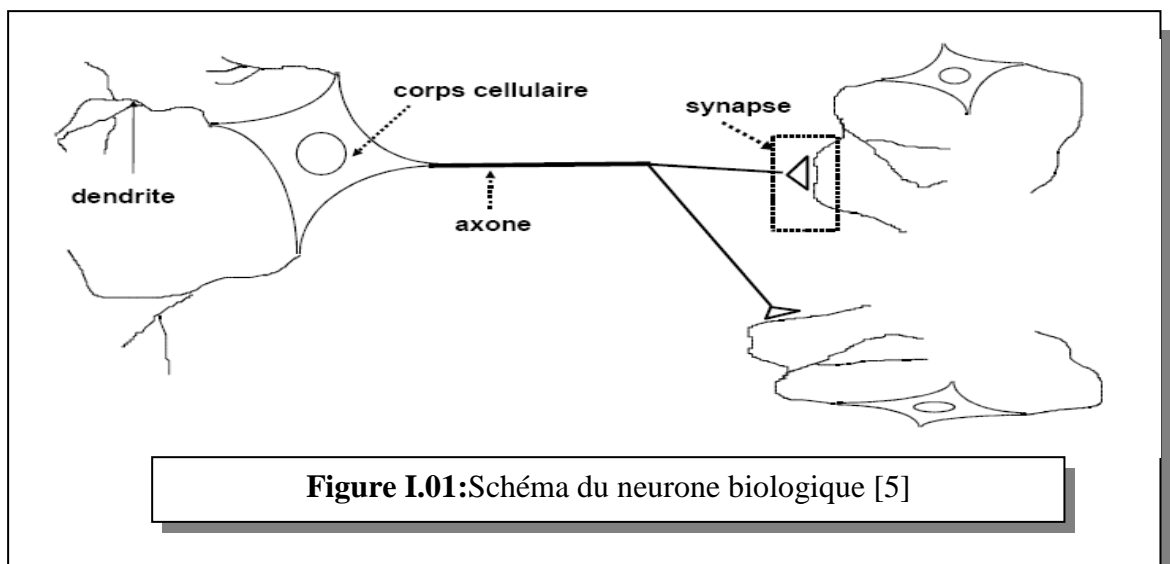 corps cellulaire
synapse
dendrite
axone
Figure I.01:Schéma du neurone biologique [5]